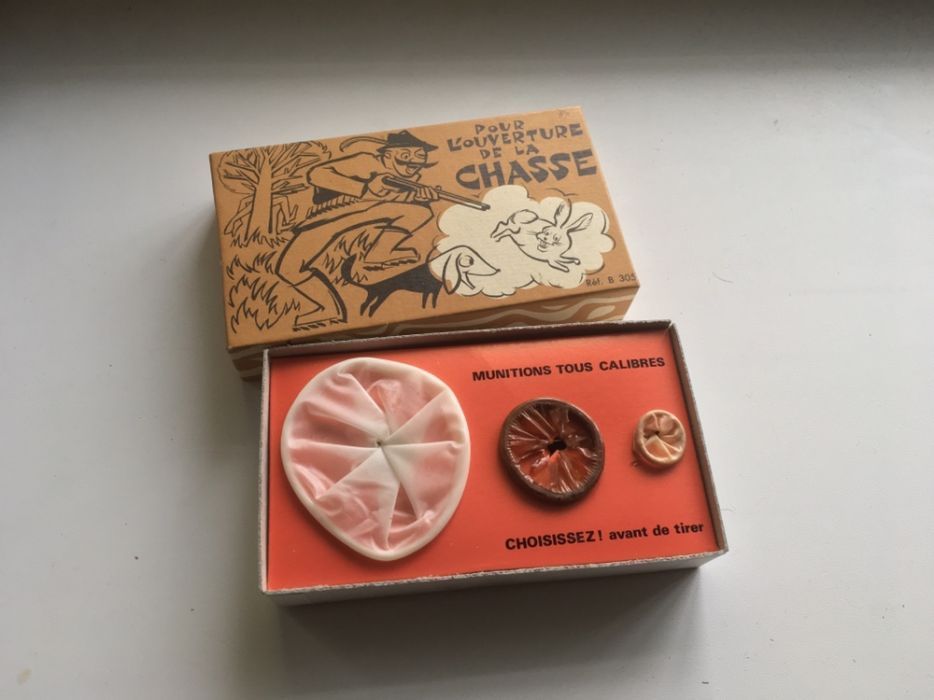 POUR
L'OUVERTURE
DE LA
CHASSE
Réf. B 305
MUNITIONS TOUS CALIBRES
CHOISISSEZ! avant de tirer